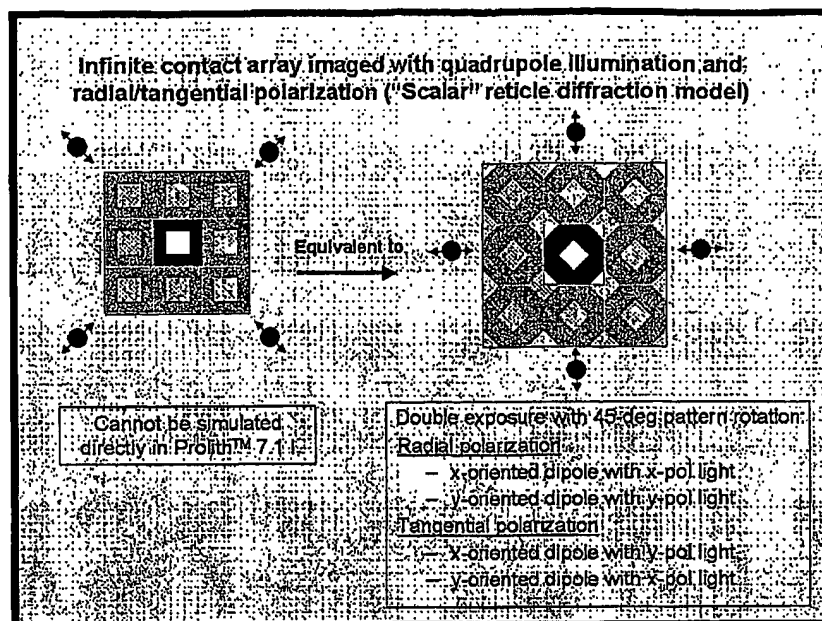 Infinite contact array imaged with quadrupole illumination and
radial/tangential polarization ("Scalar" reticle diffraction model)
Equivalent to
Cannot be simulated
directly in Prolith™ 7.1
Double exposure with 45-deg pattern rotation
Radial polarization
– x-oriented dipole with x-pol light
– y-oriented dipole with y-pol light
Tangential polarization
– x-oriented dipole with y-pol light
– y-oriented dipole with x-pol light